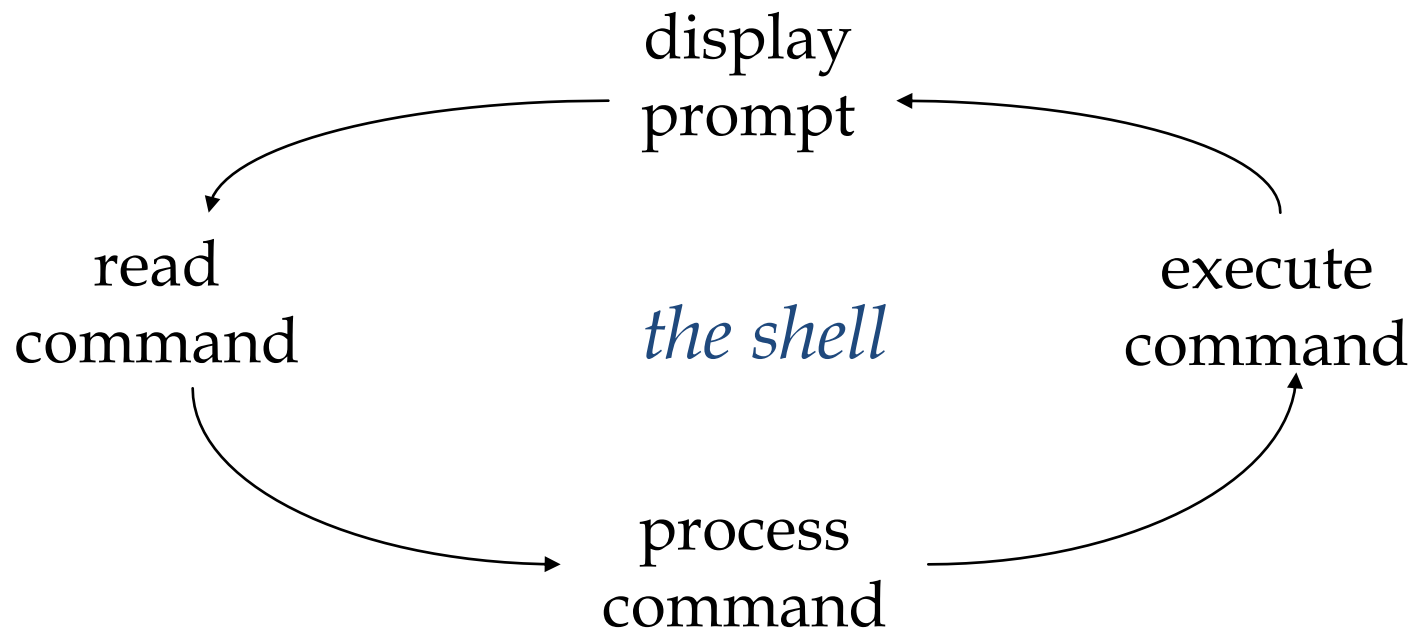 display
prompt
read
command
the shell
execute
command
process
command